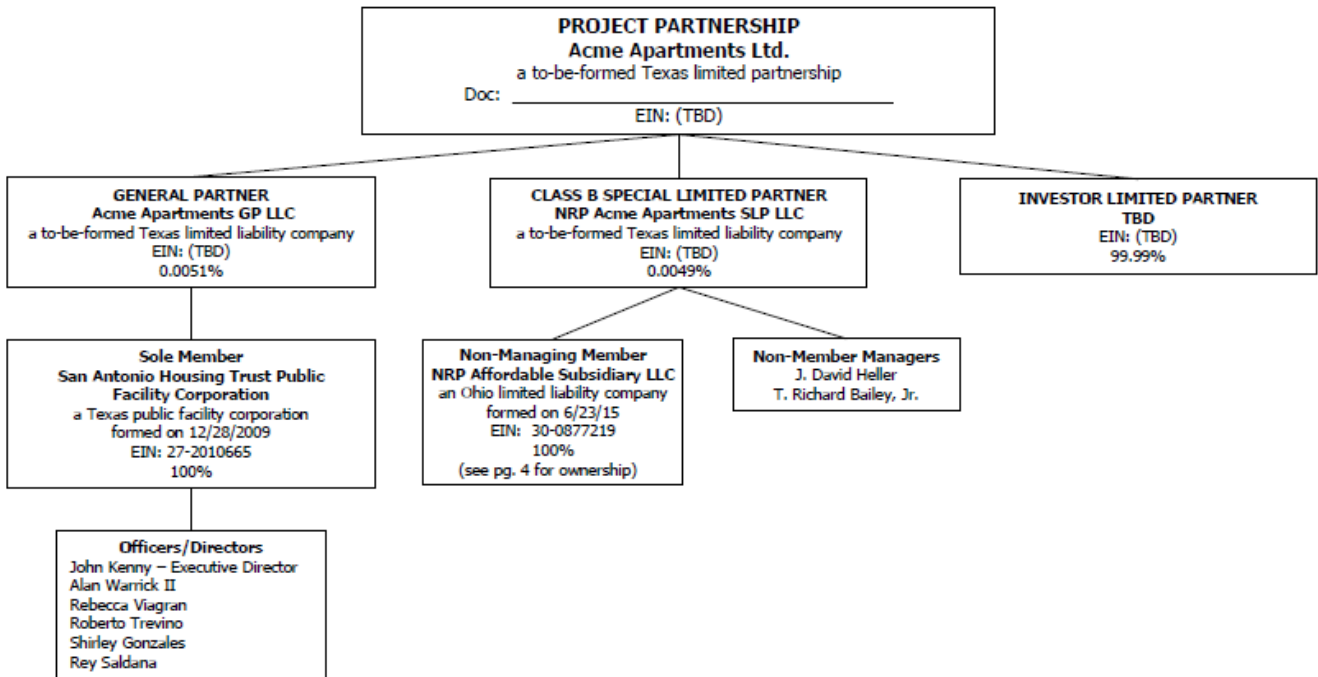 PROJECT PARTNERSHIP
Acme Apartments Ltd.
a to-be-formed Texas limited partnership
Doc:
EIN: (TBD)
GENERAL PARTNER
Acme Apartments GP LLC
a to-be-formed Texas limited liability company
EIN: (TBD)
0.0051%
CLASS B SPECIAL LIMITED PARTNER
NRP Acme Apartments SLP LLC
a to-be-formed Texas limited liability company
EIN: (TBD)
0.0049%
INVESTOR LIMITED PARTNER
TBD
EIN: (TBD)
99.99%
Sole Member
San Antonio Housing Trust Public
Facility Corporation
a Texas public facility corporation
formed on 12/28/2009
EIN: 27-2010665
100%
Non-Managing Member
NRP Affordable Subsidiary LLC
an Ohio limited liability company
formed on 6/23/15
EIN: 30-0877219
100%
(see pg. 4 for ownership)
Non-Member Managers
J. David Heller
T. Richard Bailey, Jr.
Officers/Directors
John Kenny – Executive Director
Alan Warrick II
Rebecca Viagran
Roberto Trevino
Shirley Gonzales
Rey Saldana